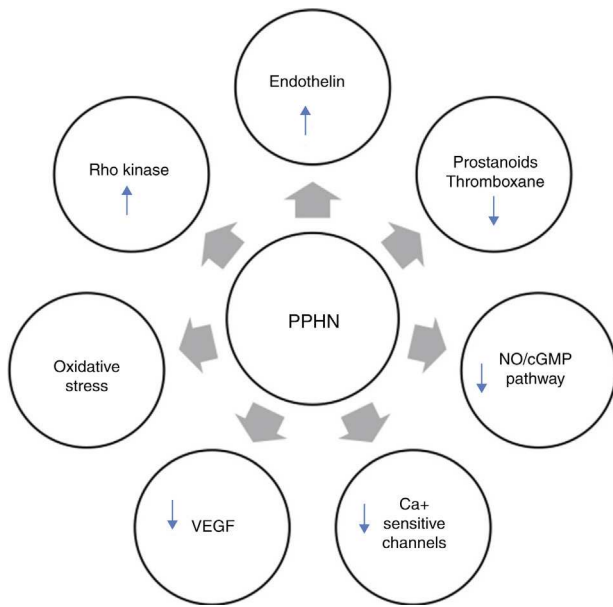 Endothelin
Rho kinase
Prostanoids
Thromboxane
PPHN
Oxidative
stress
NO/cGMP
pathway
VEGF
Ca+
sensitive
channels